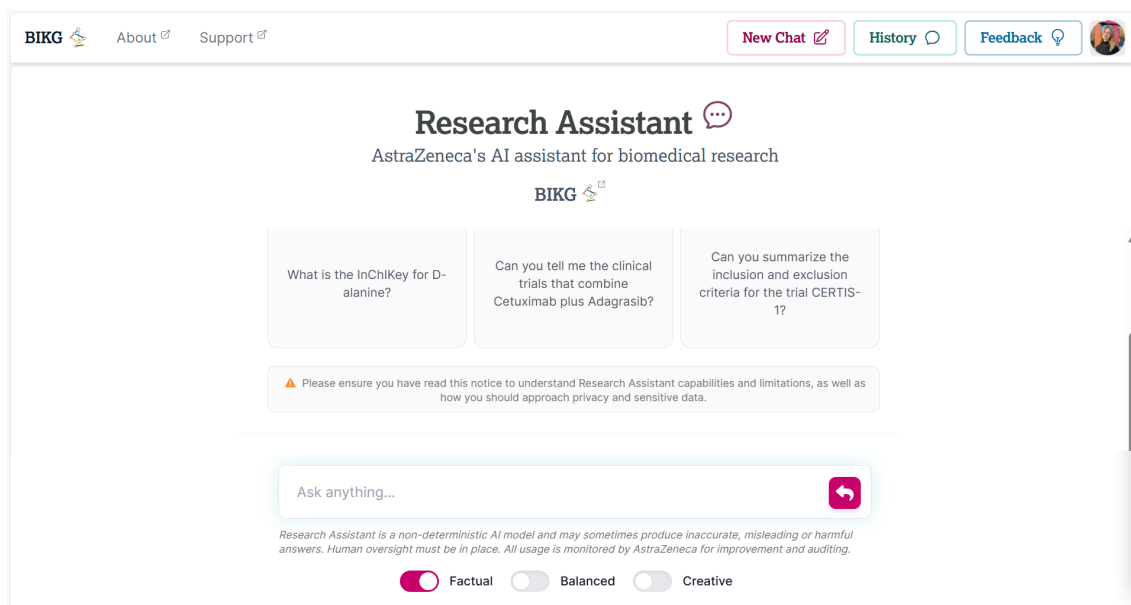 BIKG About Support New Chat History Feedback
Research Assistant
AstraZeneca's AI assistant for biomedical research
BIKG
What is the InChIKey for D-
alanine?
Can you tell me the clinical
trials that combine
Cetuximab plus Adagrasib?
Can you summarize the
inclusion and exclusion
criteria for the trial CERTIS-
1?
Please ensure you have read this notice to understand Research Assistant capabilities and limitations, as well as
how you should approach privacy and sensitive data.
Ask anything...
Research Assistant is a non-deterministic AI model and may sometimes produce inaccurate, misleading or harmful
answers. Human oversight must be in place. All usage is monitored by AstraZeneca for improvement and auditing.
Factual Balanced Creative